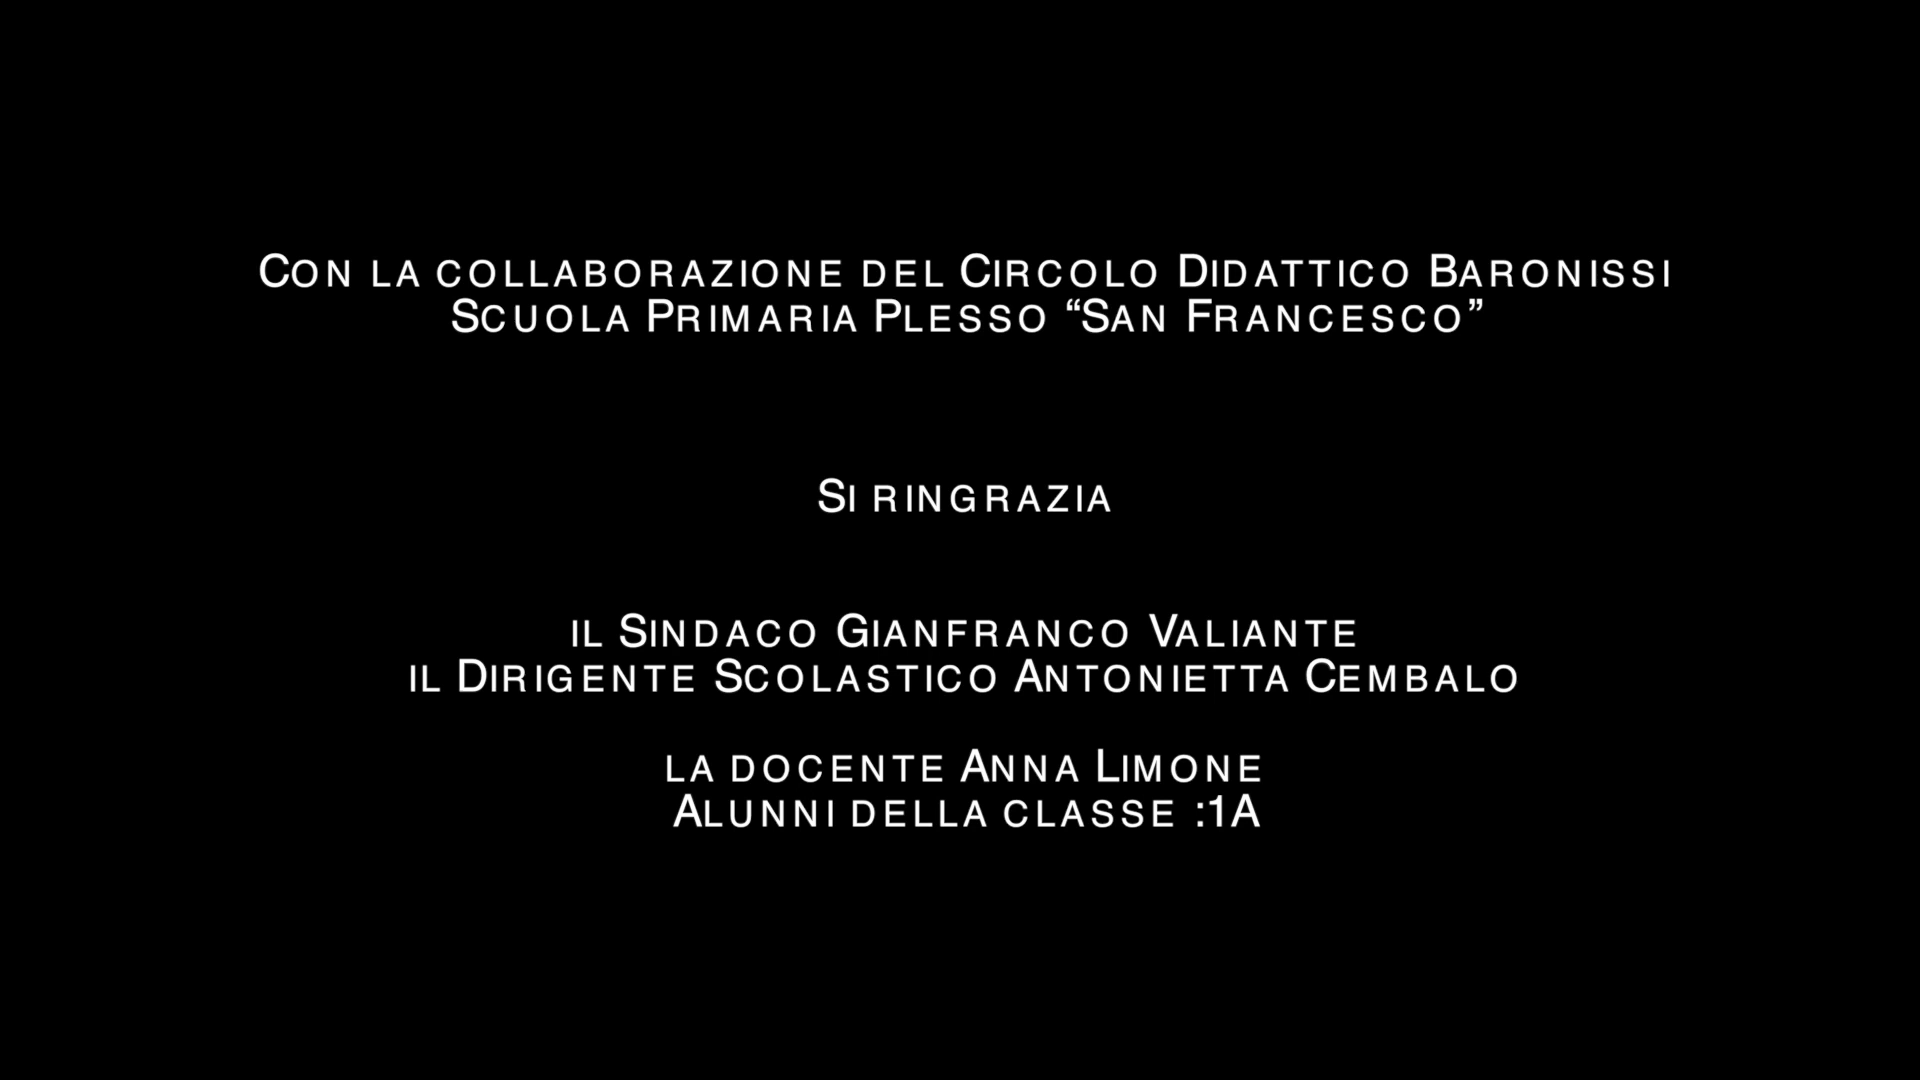 Con la collaborazione del Circolo Didattico Baronissi
Scuola Primaria Plesso “San Francesco”
Si ringrazia
il Sindaco Gianfranco Valiante
il Dirigente Scolastico Antonietta Cembalo
la docente Anna Limone
Alunni della classe :1A